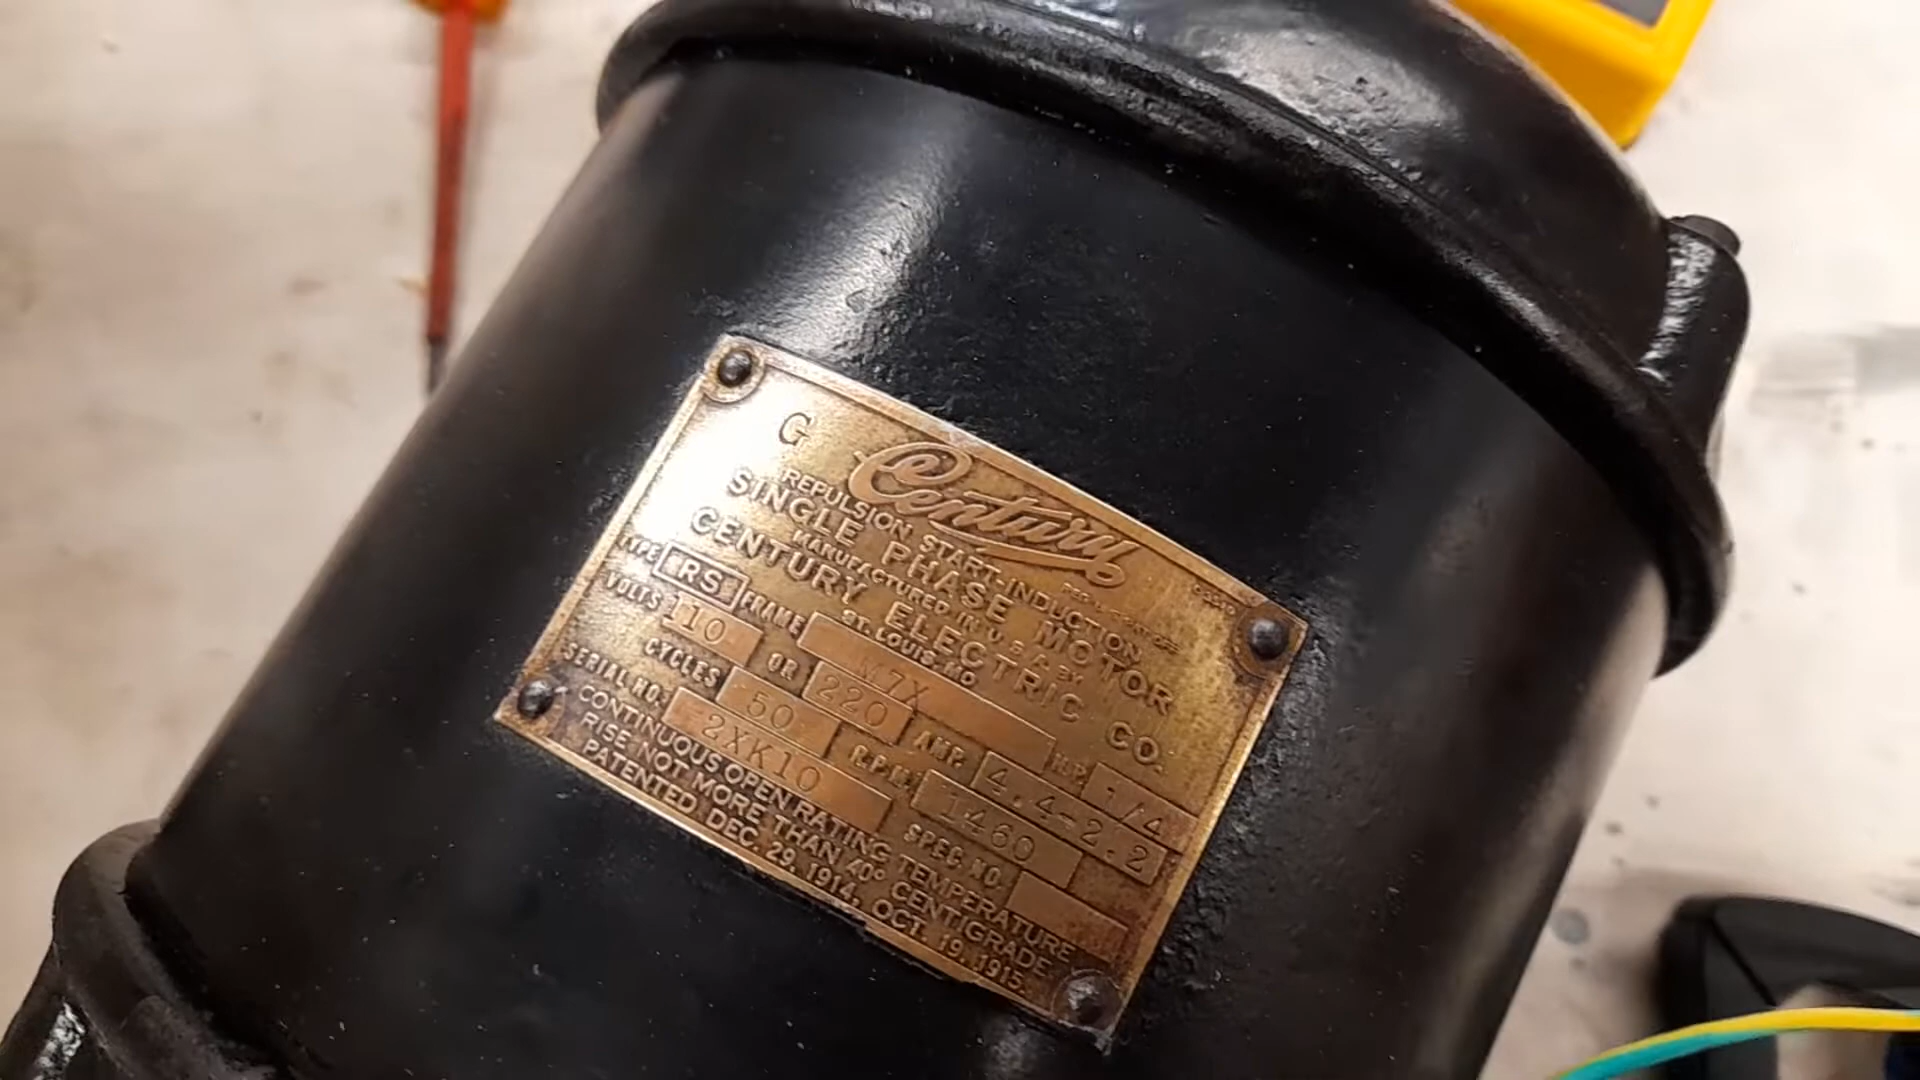 G Century
REPULSION START-INDUCTION
SINGLE PHASE MOTOR
MANUFACTURED IN U.S.A. BY
CENTURY ELECTRIC CO.
ST. LOUIS MO
TYPE RS FRAME M7X H.P. 1/4
VOLTS 110 OR 220 AMP. 4.4-2.2
CYCLES 50 R.P.M. 1460
SERIAL NO. 2XK10 SPEC NO.
CONTINUOUS OPEN RATING TEMPERATURE
RISE NOT MORE THAN 40° CENTIGRADE
PATENTED DEC. 29, 1914, OCT. 19, 1915.